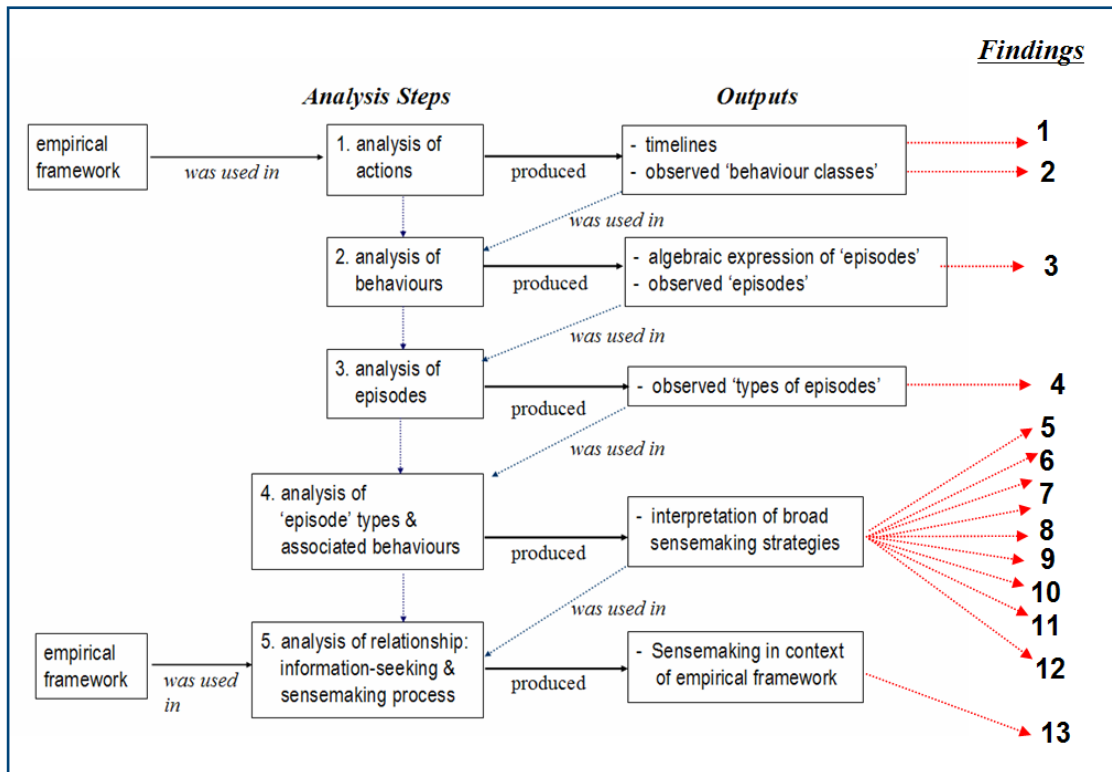 Findings
Analysis Steps
Outputs
empirical
framework
was used in
1. analysis of
actions
produced
- timelines
- observed ‘behaviour classes’
1
2
was used in
2. analysis of
behaviours
produced
- algebraic expression of ‘episodes’
- observed ‘episodes’
3
was used in
3. analysis of
episodes
produced
- observed ‘types of episodes’
4
was used in
4. analysis of
‘episode’ types &
associated behaviours
produced
- interpretation of broad
sensemaking strategies
5
6
7
8
9
10
11
12
was used in
empirical
framework
was used
in
5. analysis of relationship:
information-seeking &
sensemaking process
produced
- Sensemaking in context
of empirical framework
13